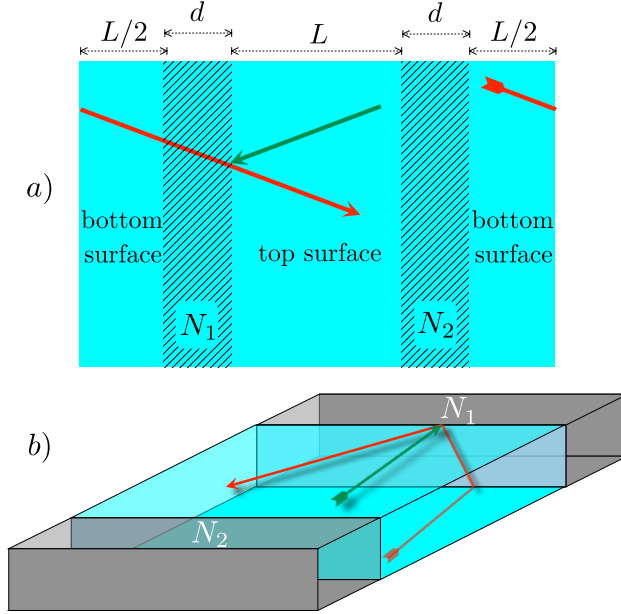 L/2 d L d L/2
a)
bottom surface
top surface
bottom surface
N₁ N₂
b)
N₁
N₂